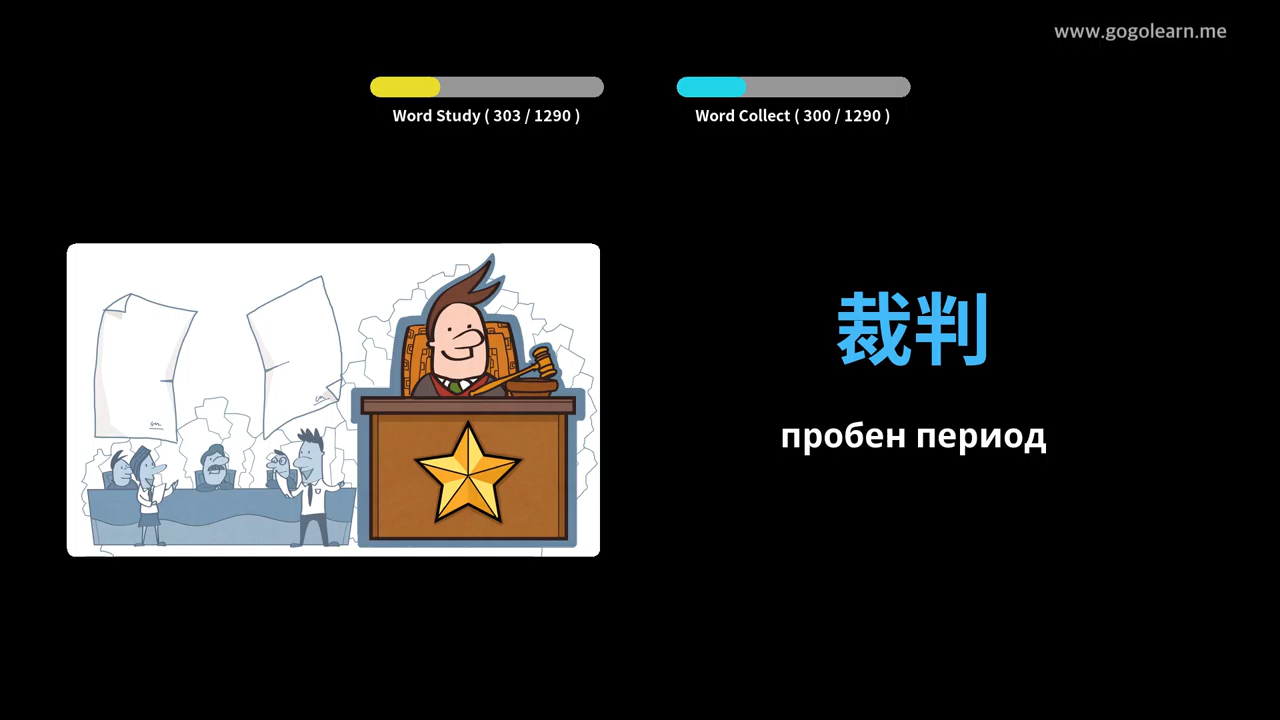 www.gogolearn.me
Word Study ( 303 / 1290 )
Word Collect ( 300 / 1290 )
裁判
пробен период